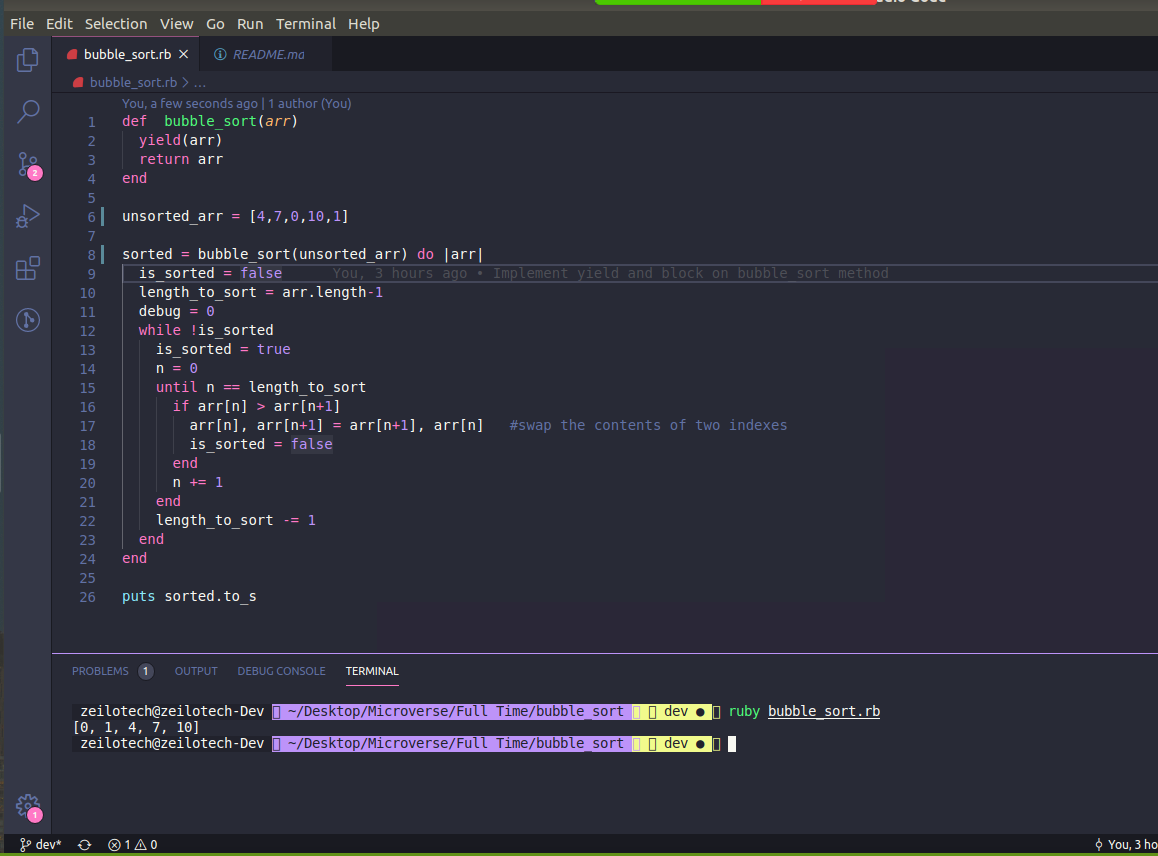 File Edit Selection View Go Run Terminal Help
bubble_sort.rb × README.md
bubble_sort.rb > ...
You, a few seconds ago | 1 author (You)
1 def  bubble_sort(arr)
2   yield(arr)
3   return arr
4 end
5
6 unsorted_arr = [4,7,0,10,1]
7
8 sorted = bubble_sort(unsorted_arr) do |arr|
9   is_sorted = false      You, 3 hours ago • Implement yield and block on bubble_sort method
10   length_to_sort = arr.length-1
11   debug = 0
12   while !is_sorted
13     is_sorted = true
14     n = 0
15     until n == length_to_sort
16       if arr[n] > arr[n+1]
17         arr[n], arr[n+1] = arr[n+1], arr[n]   #swap the contents of two indexes
18         is_sorted = false
19       end
20       n += 1
21     end
22     length_to_sort -= 1
23   end
24 end
25
26 puts sorted.to_s
2
PROBLEMS 1 OUTPUT DEBUG CONSOLE TERMINAL
zeilotech@zeilotech-Dev ~/Desktop/Microverse/Full Time/bubble_sort dev ● ruby bubble_sort.rb
[0, 1, 4, 7, 10]
zeilotech@zeilotech-Dev ~/Desktop/Microverse/Full Time/bubble_sort dev ●
1
dev* 1 0 You, 3 ho